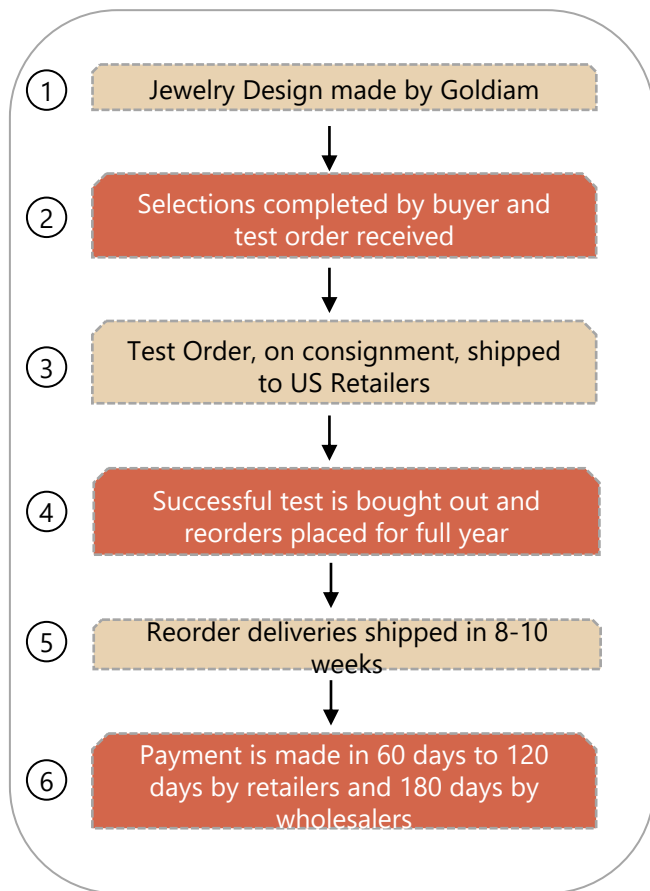 1
Jewelry Design made by Goldiam
2
Selections completed by buyer and
test order received
3
Test Order, on consignment, shipped
to US Retailers
4
Successful test is bought out and
reorders placed for full year
5
Reorder deliveries shipped in 8-10
weeks
6
Payment is made in 60 days to 120
days by retailers and 180 days by
wholesalers